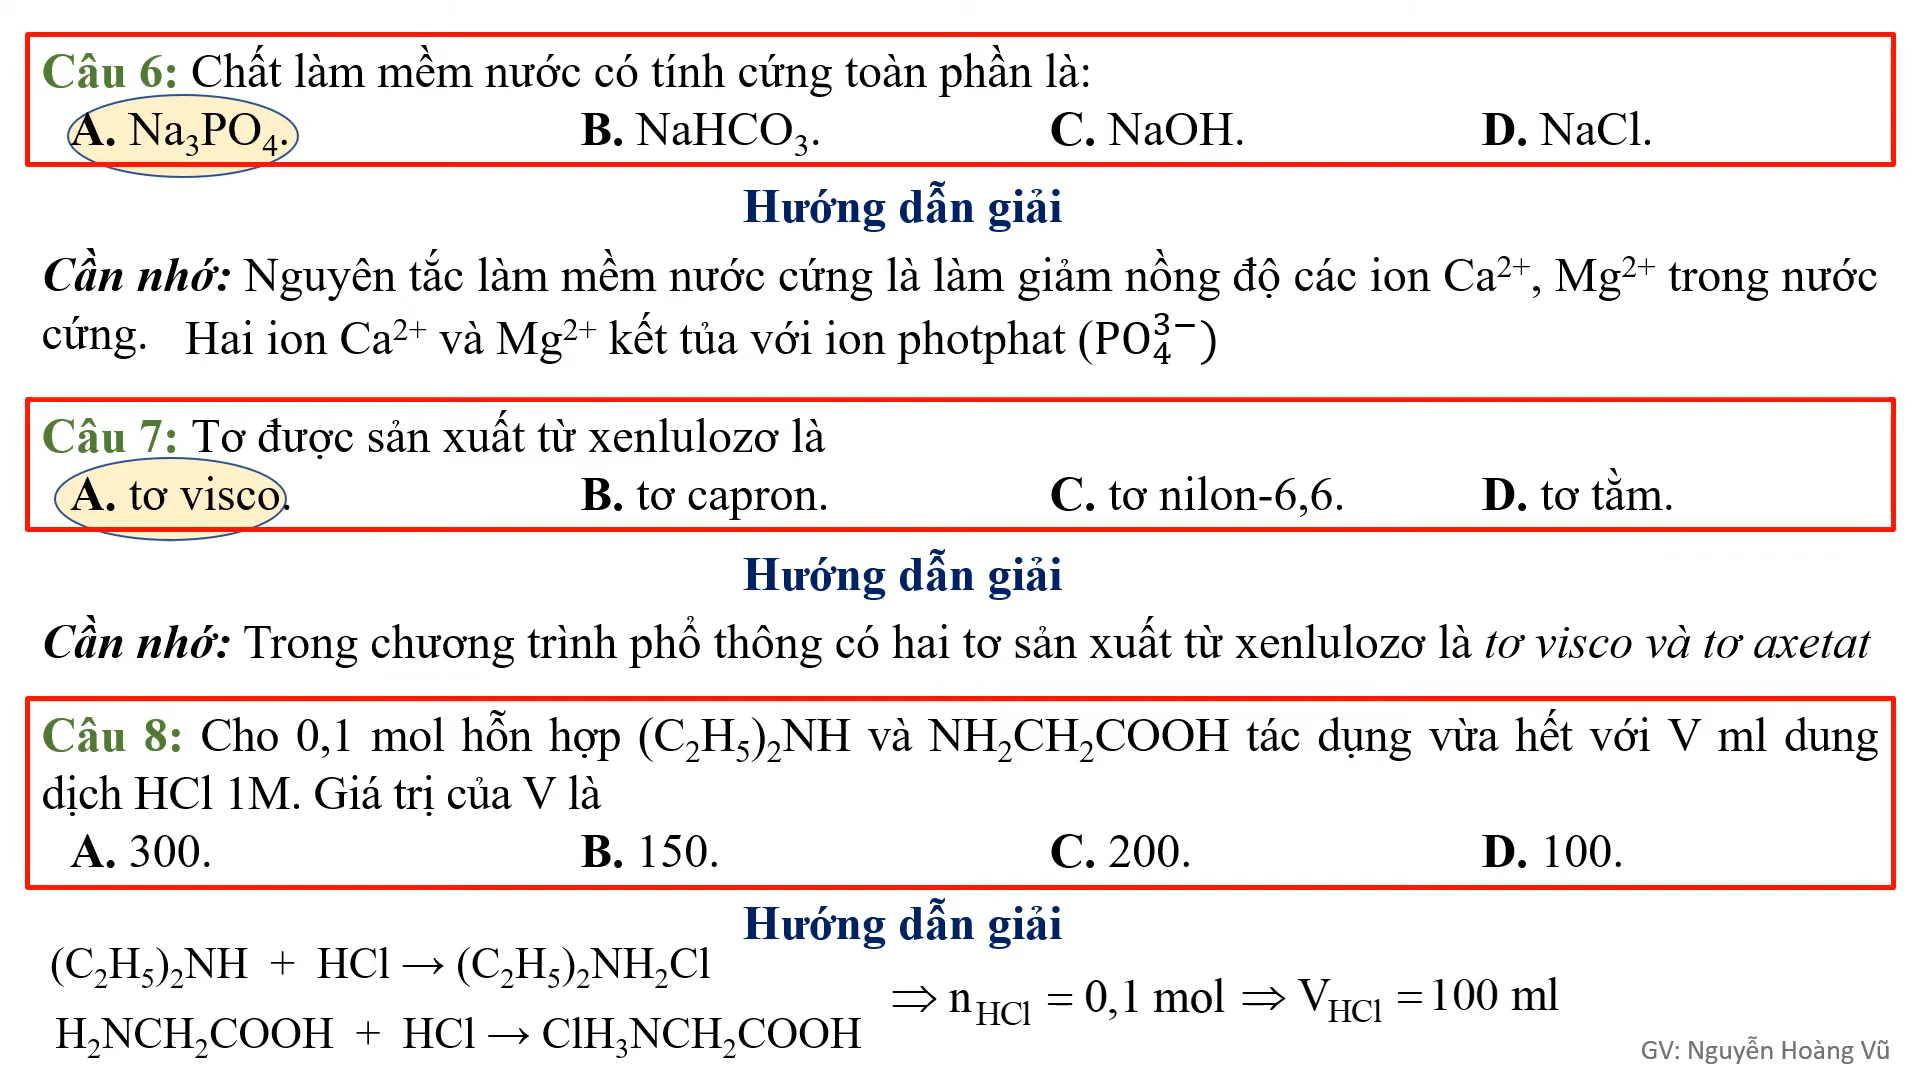 Câu 6: Chất làm mềm nước có tính cứng toàn phần là:
A. Na₃PO₄. B. NaHCO₃. C. NaOH. D. NaCl.
Hướng dẫn giải
Cần nhớ: Nguyên tắc làm mềm nước cứng là làm giảm nồng độ các ion Ca²⁺, Mg²⁺ trong nước
cứng. Hai ion Ca²⁺ và Mg²⁺ kết tủa với ion photphat (PO₄³⁻)
Câu 7: Tơ được sản xuất từ xenlulozơ là
A. tơ visco. B. tơ capron. C. tơ nilon-6,6. D. tơ tằm.
Hướng dẫn giải
Cần nhớ: Trong chương trình phổ thông có hai tơ sản xuất từ xenlulozơ là tơ visco và tơ axetat
Câu 8: Cho 0,1 mol hỗn hợp (C₂H₅)₂NH và NH₂CH₂COOH tác dụng vừa hết với V ml dung
dịch HCl 1M. Giá trị của V là
A. 300. B. 150. C. 200. D. 100.
Hướng dẫn giải
(C₂H₅)₂NH + HCl → (C₂H₅)₂NH₂Cl
H₂NCH₂COOH + HCl → ClH₃NCH₂COOH
⇒ n_HCl = 0,1 mol ⇒ V_HCl = 100 ml
GV: Nguyễn Hoàng Vũ